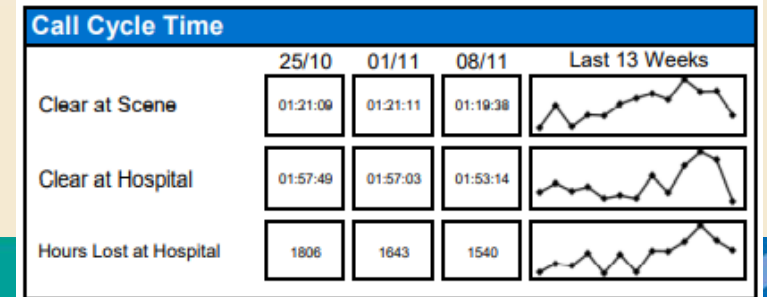 Call Cycle Time
25/10 01/11 08/11 Last 13 Weeks
Clear at Scene 01:21:09 01:21:11 01:19:38
Clear at Hospital 01:57:49 01:57:03 01:53:14
Hours Lost at Hospital 1806 1643 1540